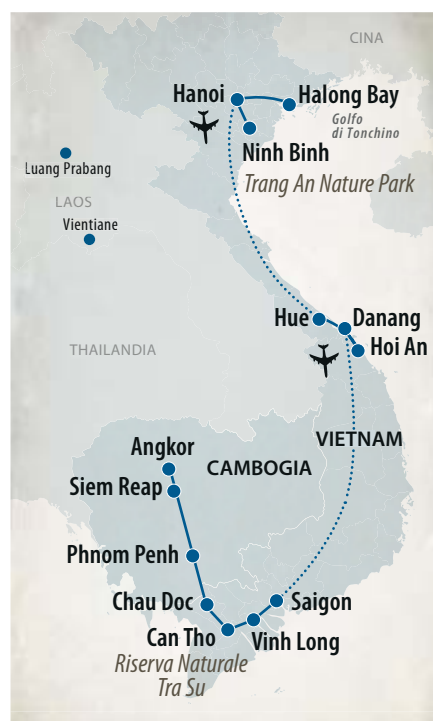 CINA
Hanoi
Halong Bay
Golfo
di Tonchino
Ninh Binh
Trang An Nature Park
Luang Prabang
LAOS
Vientiane
Hue
Danang
Hoi An
THAILANDIA
VIETNAM
Angkor
CAMBOGIA
Siem Reap
Phnom Penh
Chau Doc
Saigon
Can Tho
Vinh Long
Riserva Naturale
Tra Su